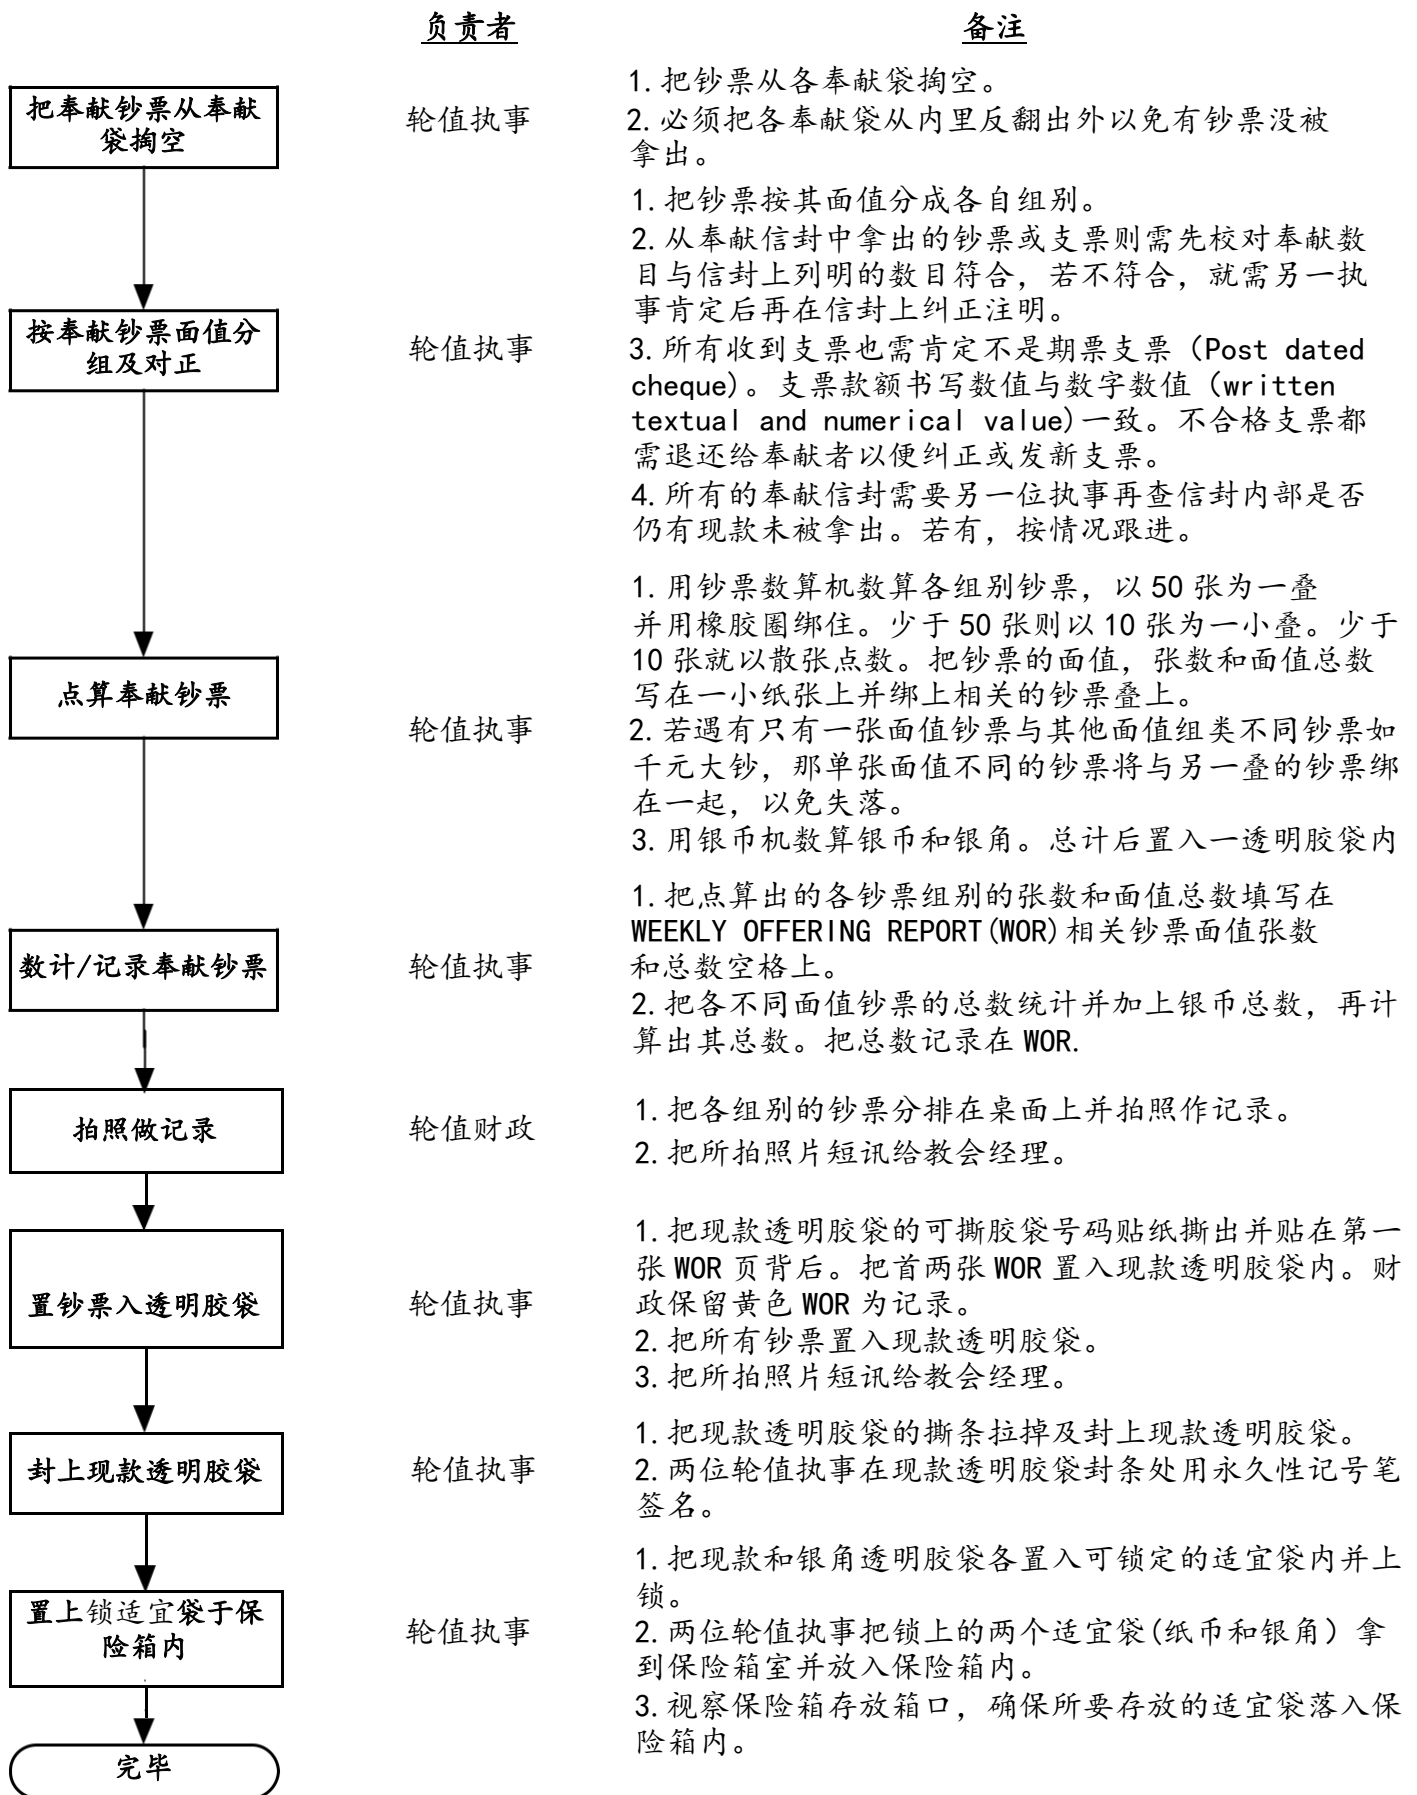 负责者
备注
把奉献钞票从奉献
袋掏空
轮值执事
1.把钞票从各奉献袋掏空。
2.必须把各奉献袋从内里反翻出外以免有钞票没被
拿出。
按奉献钞票面值分
组及对正
轮值执事
1.把钞票按其面值分成各自组别。
2.从奉献信封中拿出的钞票或支票则需先校对奉献数
目与信封上列明的数目符合，若不符合，就需另一执
事肯定后再在信封上纠正注明。
3.所有收到支票也需肯定不是期票支票（Post dated
cheque)。支票款额书写数值与数字数值（written
textual and numerical value)一致。不合格支票都
需退还给奉献者以便纠正或发新支票。
4.所有的奉献信封需要另一位执事再查信封内部是否
仍有现款未被拿出。若有，按情况跟进。
点算奉献钞票
轮值执事
1.用钞票数算机数算各组别钞票，以 50 张为一叠
并用橡胶圈绑住。少于 50 张则以 10 张为一小叠。少于
10 张就以散张点数。把钞票的面值，张数和面值总数
写在一小纸张上并绑上相关的钞票叠上。
2.若遇有只有一张面值钞票与其他面值组类不同钞票如
千元大钞，那单张面值不同的钞票将与另一叠的钞票绑
在一起，以免失落。
3.用银币机数算银币和银角。总计后置入一透明胶袋内
数计/记录奉献钞票
轮值执事
1.把点算出的各钞票组别的张数和面值总数填写在
WEEKLY OFFERING REPORT(WOR)相关钞票面值张数
和总数空格上。
2.把各不同面值钞票的总数统计并加上银币总数，再计
算出其总数。把总数记录在 WOR.
拍照做记录
轮值财政
1.把各组别的钞票分排在桌面上并拍照作记录。
2.把所拍照片短讯给教会经理。
置钞票入透明胶袋
轮值执事
1.把现款透明胶袋的可撕胶袋号码贴纸撕出并贴在第一
张 WOR 页背后。把首两张 WOR 置入现款透明胶袋内。财
政保留黄色 WOR 为记录。
2.把所有钞票置入现款透明胶袋。
3.把所拍照片短讯给教会经理。
封上现款透明胶袋
轮值执事
1.把现款透明胶袋的撕条拉掉及封上现款透明胶袋。
2.两位轮值执事在现款透明胶袋封条处用永久性记号笔
签名。
置上锁适宜袋于保
险箱内
轮值执事
1.把现款和银角透明胶袋各置入可锁定的适宜袋内并上
锁。
2.两位轮值执事把锁上的两个适宜袋(纸币和银角）拿
到保险箱室并放入保险箱内。
3.视察保险箱存放箱口，确保所要存放的适宜袋落入保
险箱内。
完毕